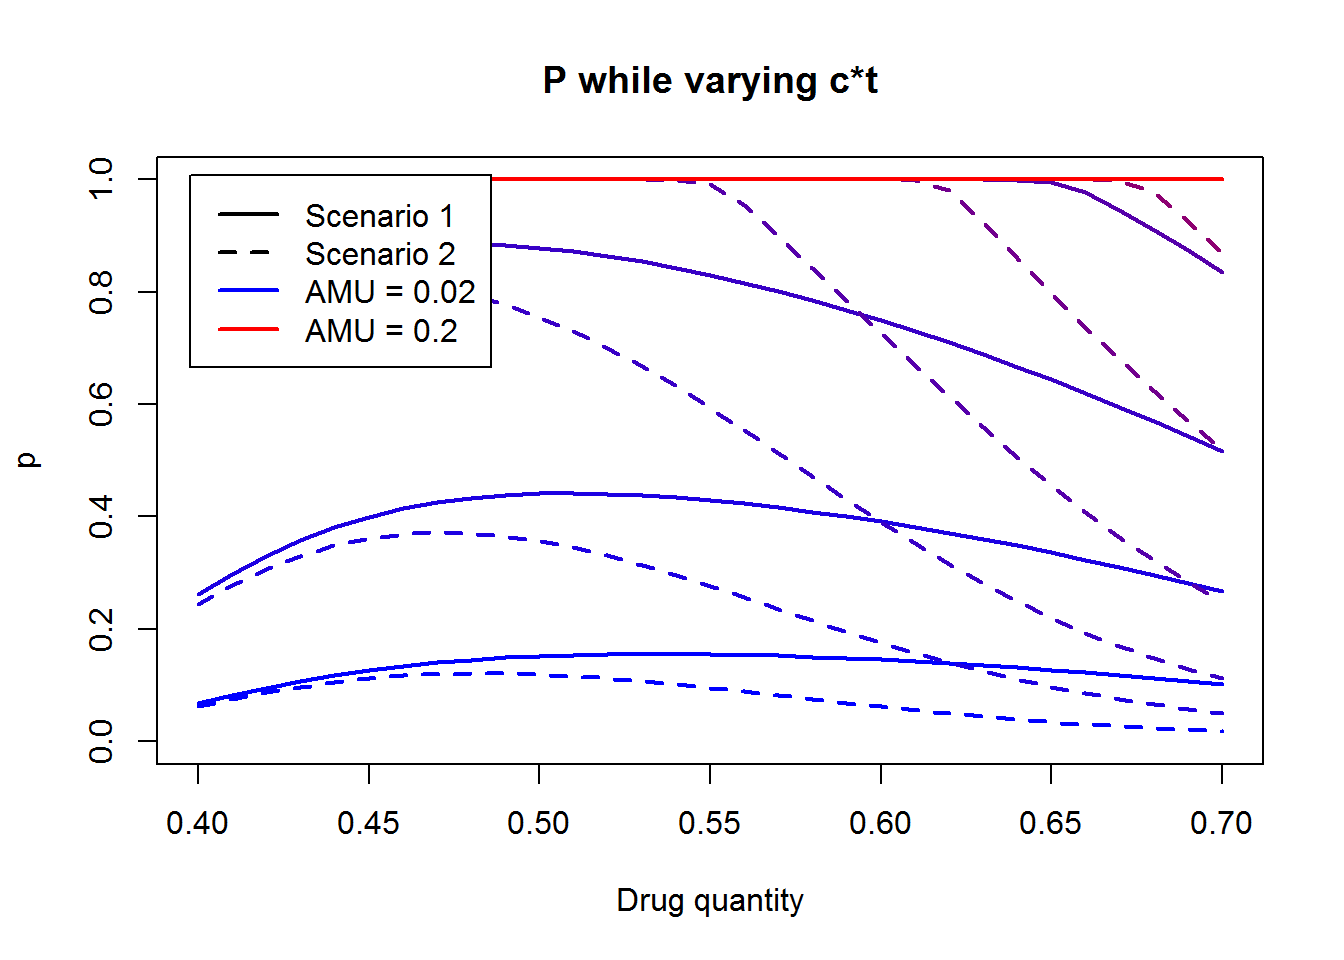 P while varying c*t
1.0
0.8
0.6
0.4
0.2
0.0
p
Scenario 1
Scenario 2
AMU = 0.02
AMU = 0.2
0.40 0.45 0.50 0.55 0.60 0.65 0.70
Drug quantity